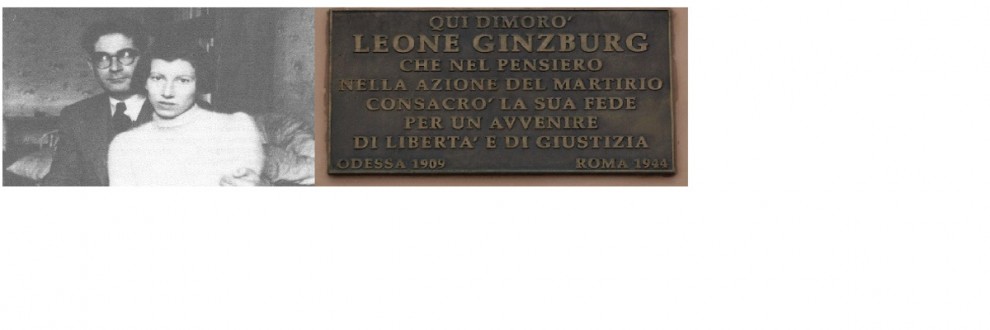 QUI DIMORO'
LEONE GINZBURG
CHE NEL PENSIERO
NELLA AZIONE DEL MARTIRIO
CONSACRO' LA SUA FEDE
PER UN AVVENIRE
DI LIBERTA' E DI GIUSTIZIA
ODESSA 1909 ROMA 1944